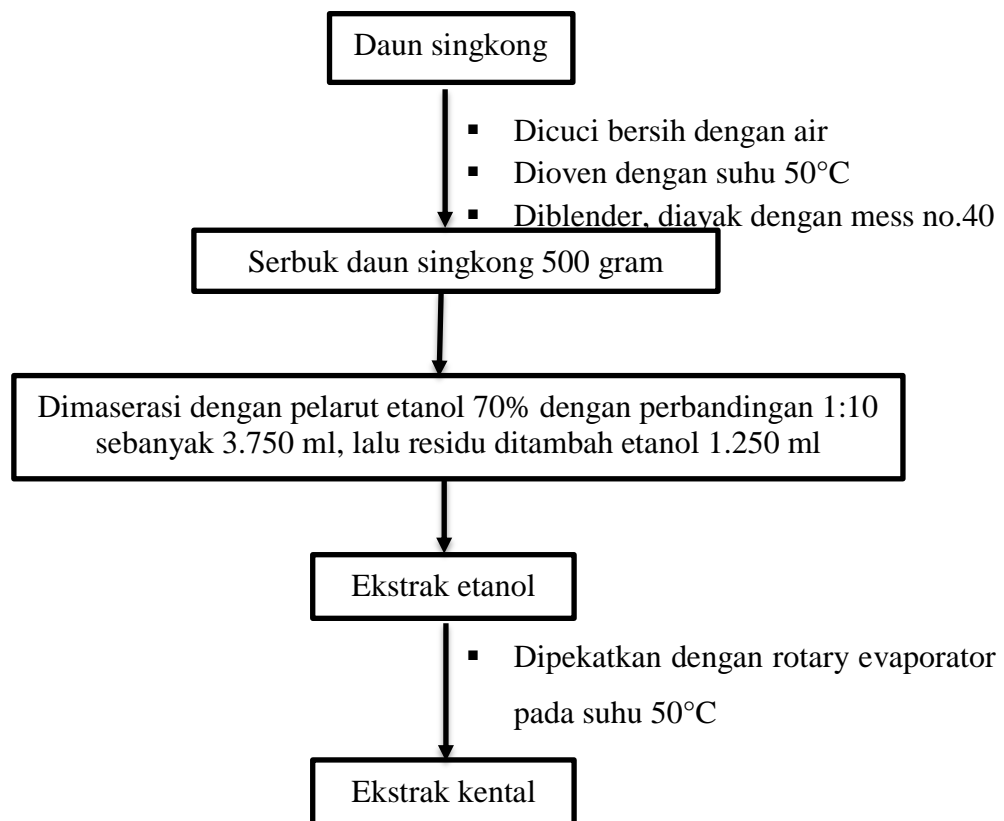 Daun singkong
▪ Dicuci bersih dengan air
▪ Dioven dengan suhu 50°C
▪ Diblender, diayak dengan mess no.40
Serbuk daun singkong 500 gram
Dimaserasi dengan pelarut etanol 70% dengan perbandingan 1:10
sebanyak 3.750 ml, lalu residu ditambah etanol 1.250 ml
Ekstrak etanol
▪ Dipekatkan dengan rotary evaporator
pada suhu 50°C
Ekstrak kental